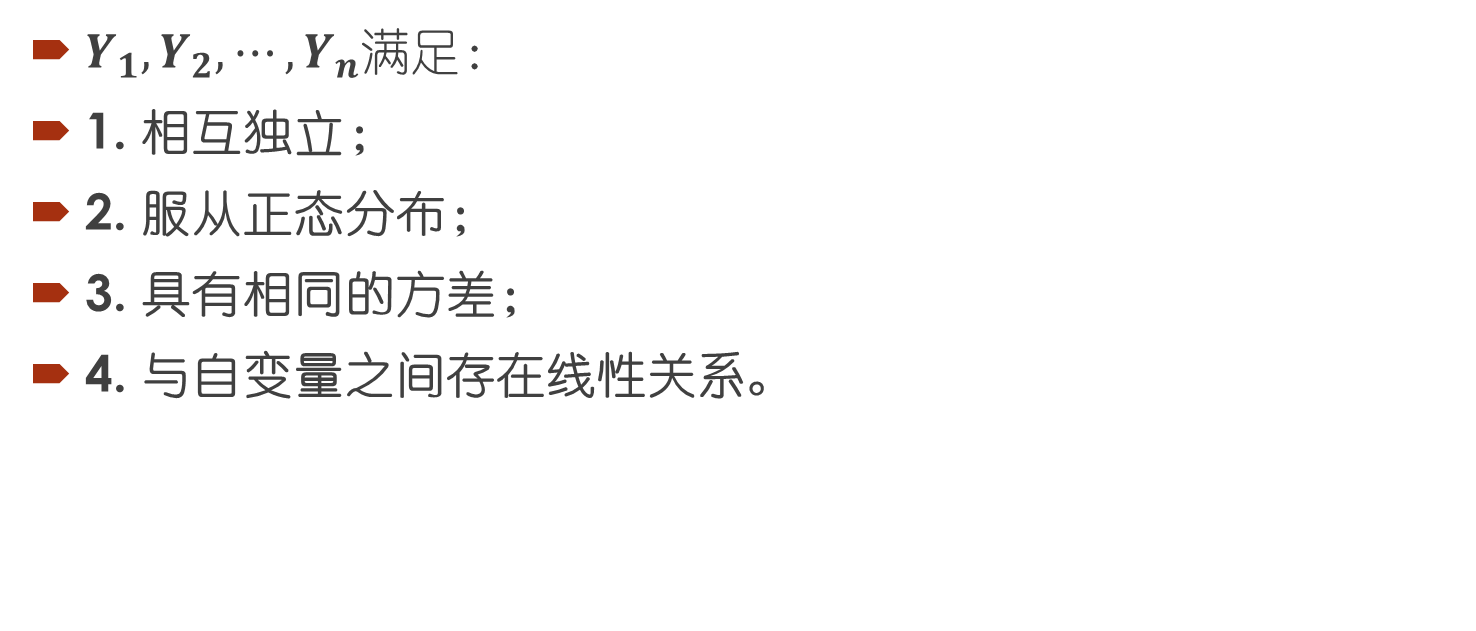 Y₁,Y₂,⋯,Yₙ满足：
1. 相互独立；
2. 服从正态分布；
3. 具有相同的方差；
4. 与自变量之间存在线性关系。